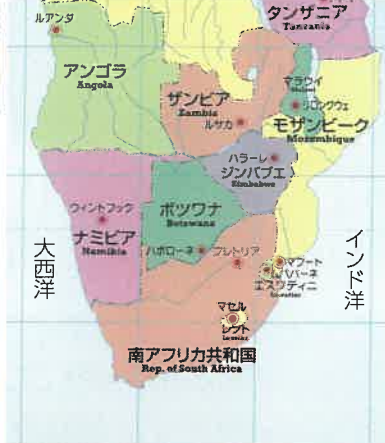 タンザニア
Tanzania
ルアンダ
アンゴラ
Angola
マラウイ
Malawi
ザンビア
Zambia
ルサカ
リロングウェ
モザンビーク
Mozambique
ハラーレ
ジンバブエ
Zimbabwe
ウィントフック
ナミビア
Namibia
ボツワナ
Botswana
ハボローネ
プレトリア
マプート
ムババーネ
エスワティニ
大西洋
インド洋
マセル
レソト
Lesotho
南アフリカ共和国
Rep. of South Africa